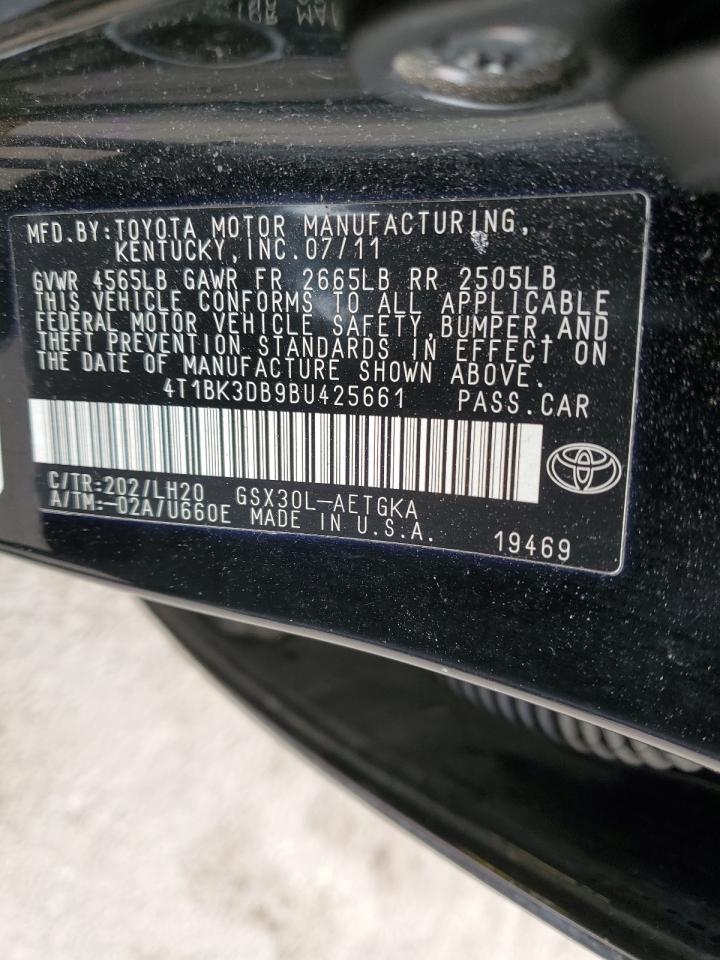 MFD.BY:TOYOTA MOTOR MANUFACTURING,
KENTUCKY,INC.07/11
GVWR 4565LB GAWR FR 2665LB RR 2505LB
THIS VEHICLE CONFORMS TO ALL APPLICABLE
FEDERAL MOTOR VEHICLE SAFETY,BUMPER,AND
THEFT PREVENTION STANDARDS IN EFFECT ON
THE DATE OF MANUFACTURE SHOWN ABOVE.
4T1BK3DB9BU425661 PASS.CAR
C/TR:202/LH20 GSX30L-AETGKA
A/TM:-02A/U660E MADE IN U.S.A.
19469